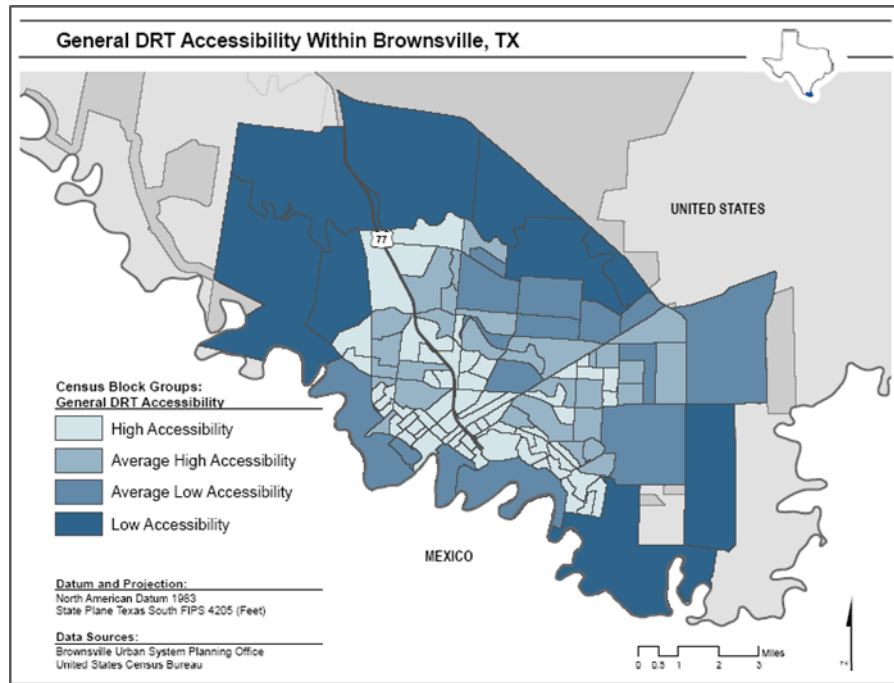 General DRT Accessibility Within Brownsville, TX
UNITED STATES
77
Census Block Groups:
General DRT Accessibility
High Accessibility
Average High Accessibility
Average Low Accessibility
Low Accessibility
MEXICO
Datum and Projection:
North American Datum 1983
State Plane Texas South FIPS 4205 (Feet)
Data Sources:
Brownsville Urban System Planning Office
United States Census Bureau
Miles
0 0.5 1 2 3
N